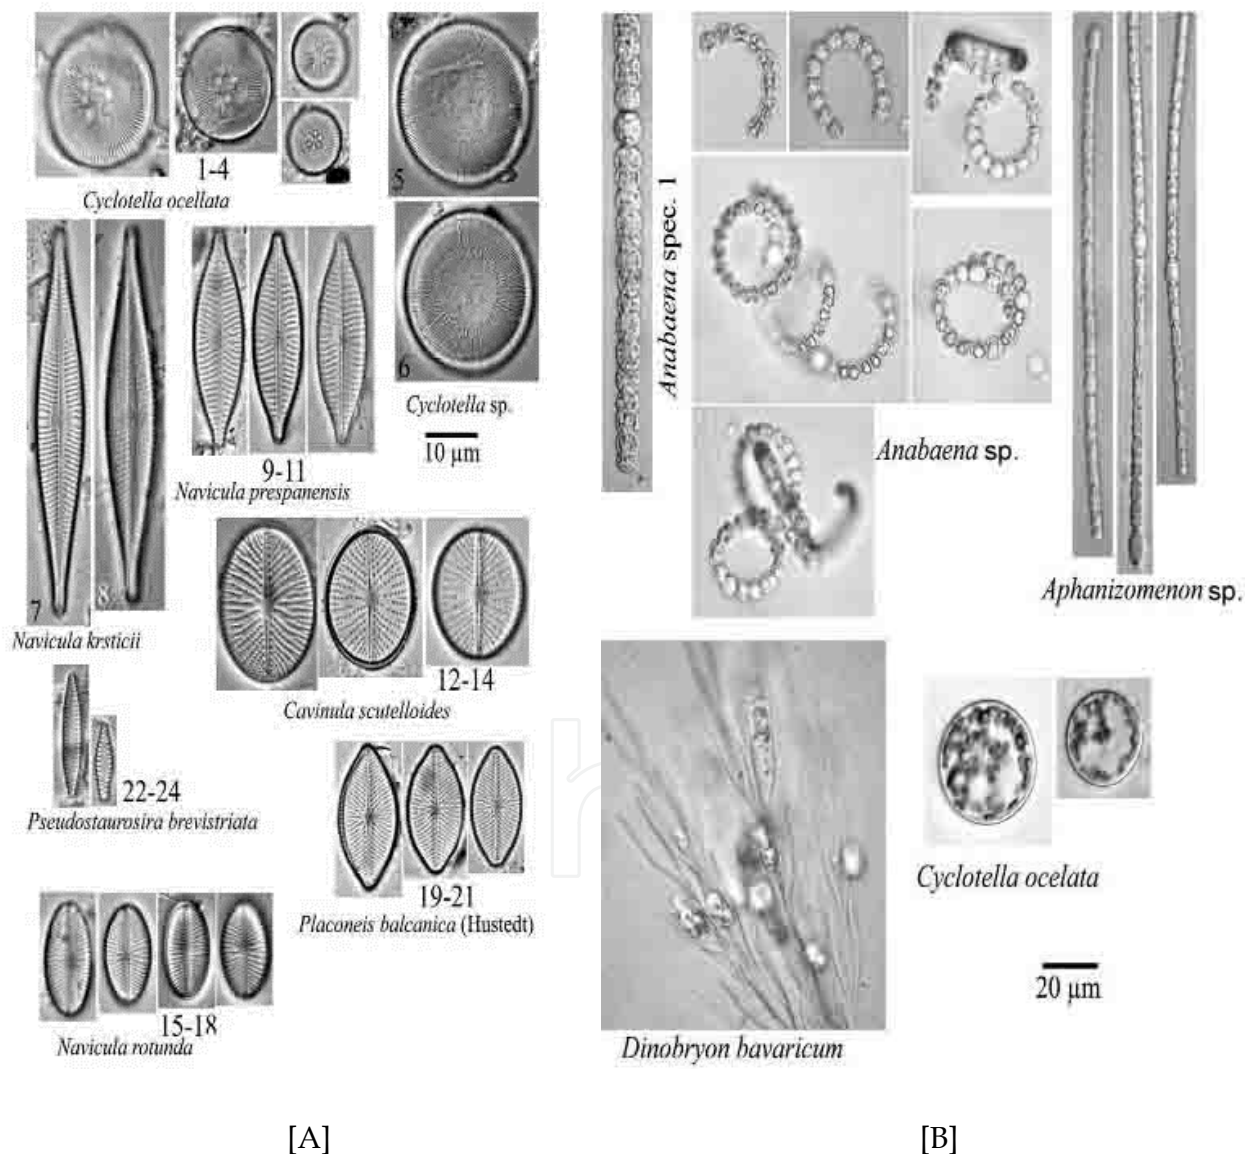 1-4
Cyclotella ocellata
5
6
Cyclotella sp.
10 µm
9-11
Navicula prespanensis
7
8
Navicula krsticii
12-14
Cavinula scutelloides
22-24
Pseudostaurosira brevistriata
19-21
Placoneis balcanica (Hustedt)
15-18
Navicula rotunda
[A]
Anabaena spec. 1
Anabaena sp.
Aphanizomenon sp.
Dinobryon bavaricum
Cyclotella ocelata
20 µm
[B]